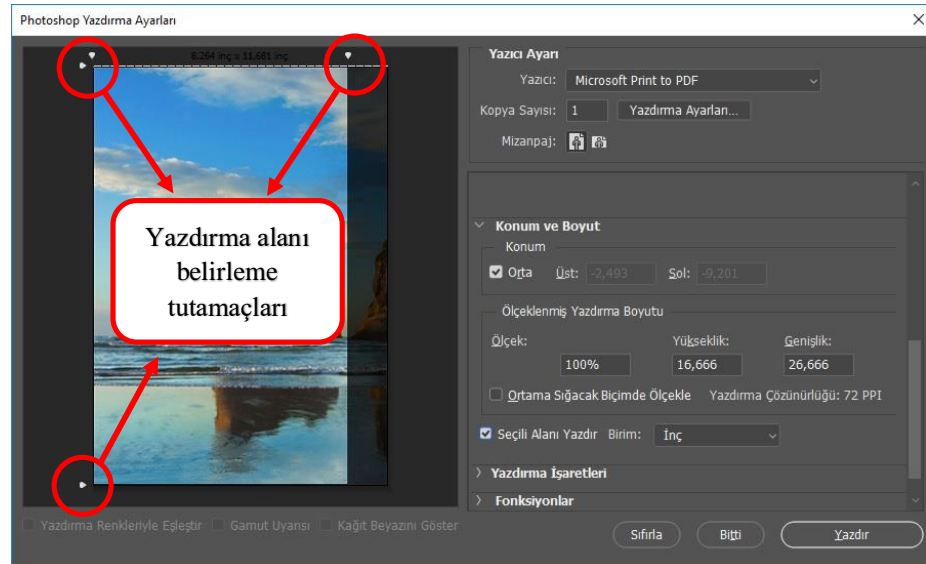 Photoshop Yazdırma Ayarları
8.264 inç x 11.681 inç
Yazdırma alanı
belirleme
tutamaçları
Yazdırma Renkleriyle Eşleştir Gamut Uyarısı Kağıt Beyazını Göster
Yazıcı Ayarı
Yazıcı: Microsoft Print to PDF
Kopya Sayısı: 1 Yazdırma Ayarları...
Mizanpaj:
Konum ve Boyut
Konum
Orta Üst: -2,493 Sol: -9,201
Ölçeklenmiş Yazdırma Boyutu
Ölçek: Yükseklik: Genişlik:
100% 16,666 26,666
Ortama Sığacak Biçimde Ölçekle Yazdırma Çözünürlüğü: 72 PPI
Seçili Alanı Yazdır Birim: İnç
Yazdırma İşaretleri
Fonksiyonlar
Sıfırla Bitti Yazdır